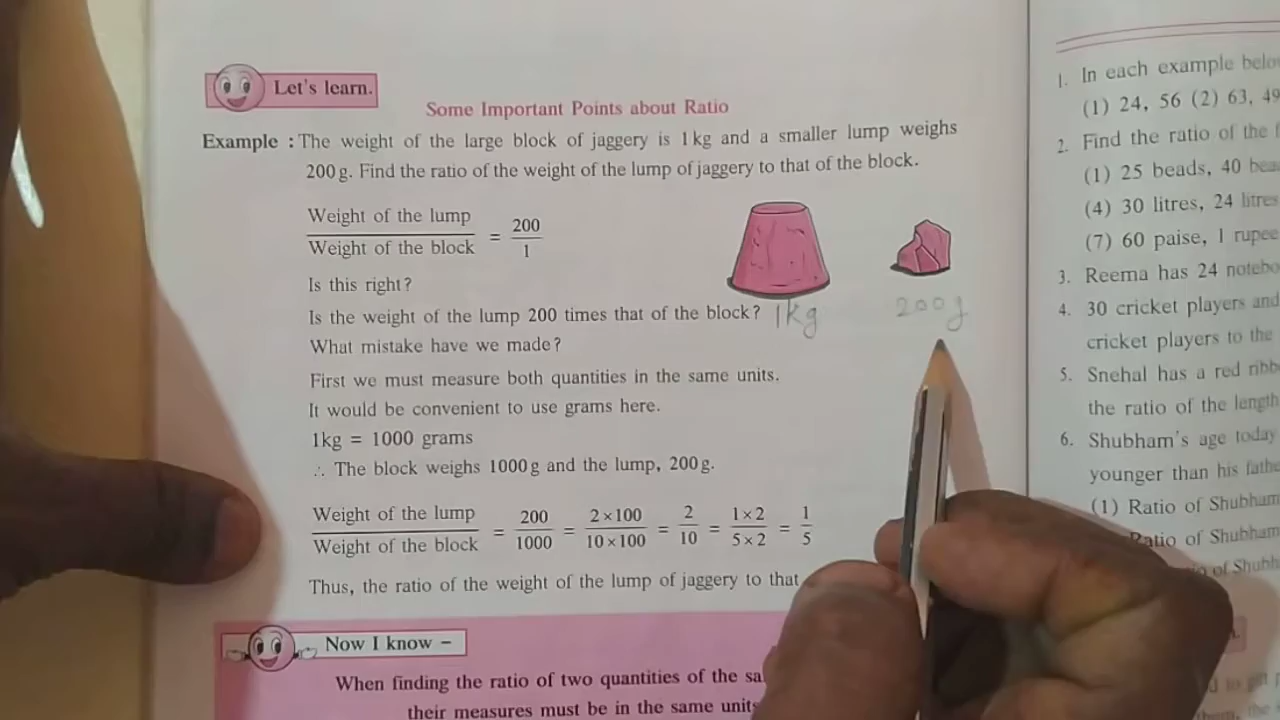 Let's learn.
Some Important Points about Ratio
Example : The weight of the large block of jaggery is 1kg and a smaller lump weighs
200 g. Find the ratio of the weight of the lump of jaggery to that of the block.
Weight of the lump / Weight of the block = 200 / 1
Is this right?
Is the weight of the lump 200 times that of the block?
1kg
200g
What mistake have we made?
First we must measure both quantities in the same units.
It would be convenient to use grams here.
1kg = 1000 grams
∴ The block weighs 1000 g and the lump, 200 g.
Weight of the lump / Weight of the block = 200 / 1000 = 2 × 100 / 10 × 100 = 2 / 10 = 1 × 2 / 5 × 2 = 1 / 5
Thus, the ratio of the weight of the lump of jaggery to that
Now I know –
When finding the ratio of two quantities of the
their measures must be in the same units
1. In each example
(1) 24, 56 (2) 63, 49
2. Find the ratio of the
(1) 25 beads, 40
(4) 30 litres, 24 litres
(7) 60 paise, 1 rupee
3. Reema has 24
4. 30 cricket players and
cricket players to the
5. Snehal has a red
the ratio of the length
6. Shubham's age today
younger than his
(1) Ratio of Shubham
Ratio of Shubham
of